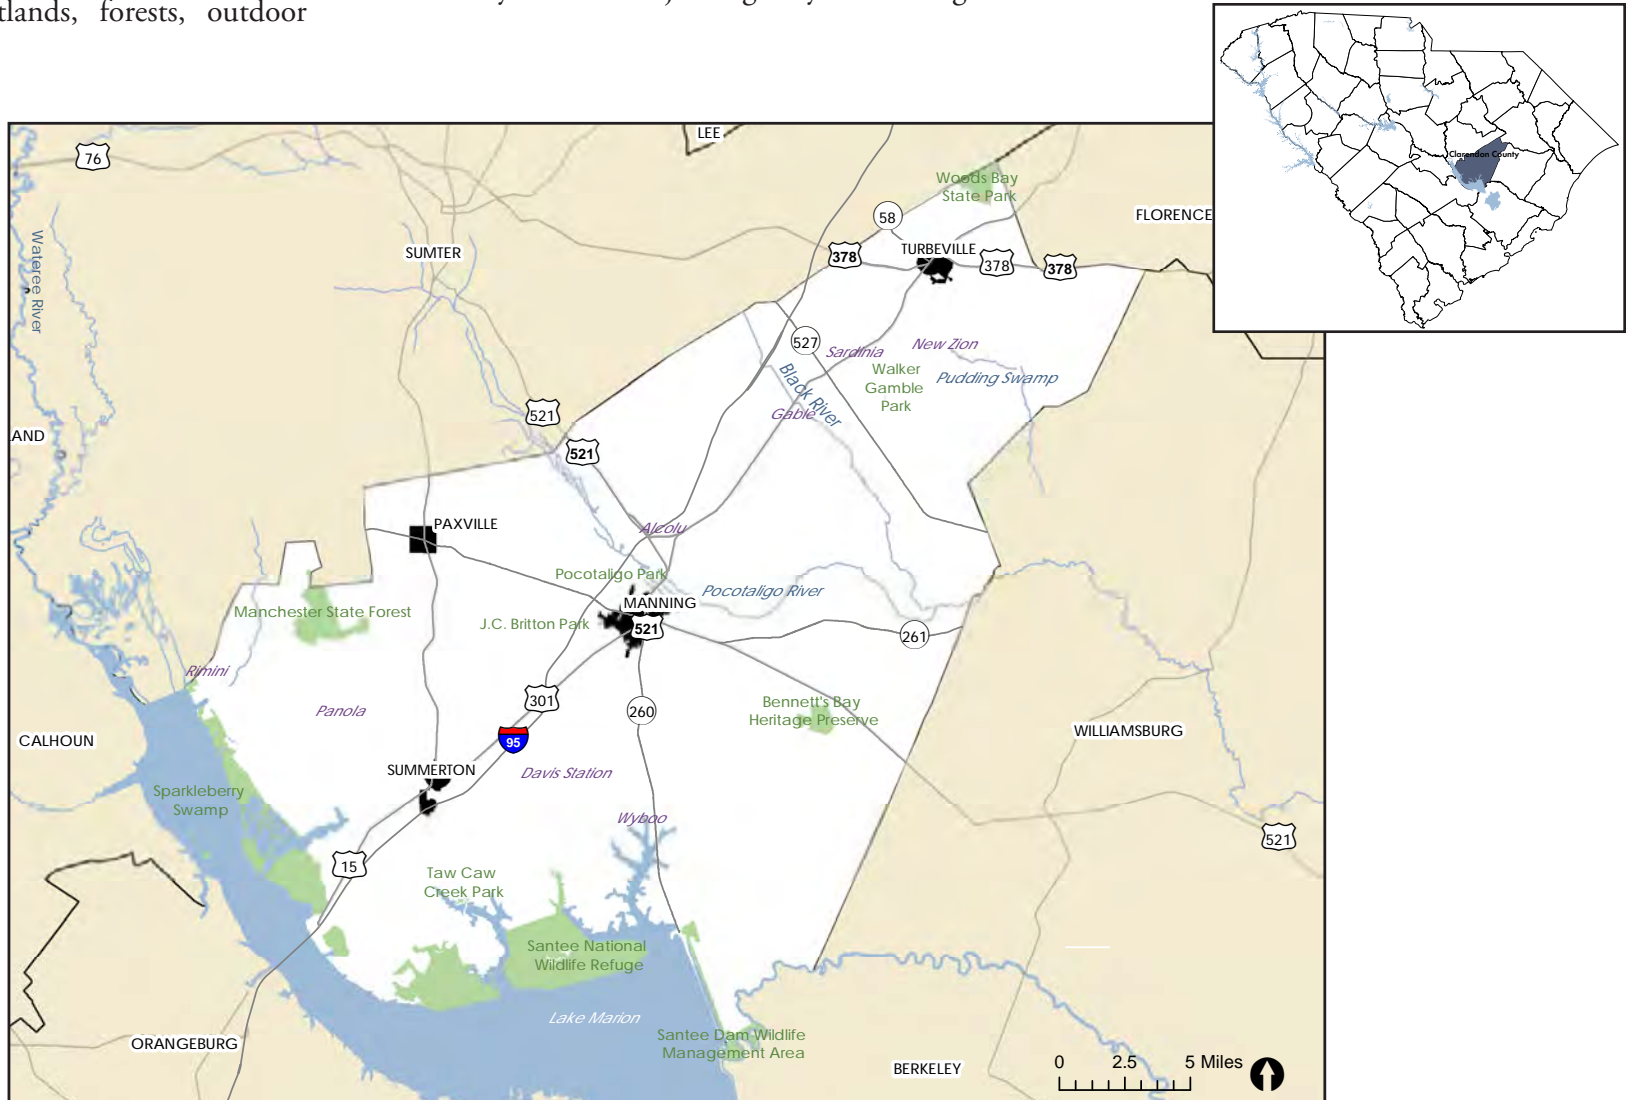 tlands, forests, outdoor
Clarendon County
LEE
76
Woods Bay
State Park
58
FLORENCE
Wateree River
SUMTER
378
TURBEVILLE
378
378
527
Sardinia
New Zion
Walker
Gamble
Park
Pudding Swamp
Black River
Gable
521
AND
521
PAXVILLE
Alcolu
Pocotaligo Park
Pocotaligo River
MANNING
Manchester State Forest
J.C. Britton Park
521
261
Rimini
301
260
Panola
Bennett's Bay
Heritage Preserve
CALHOUN
WILLIAMSBURG
95
SUMMERTON
Davis Station
Sparkleberry
Swamp
Wyboo
521
15
Taw Caw
Creek Park
Santee National
Wildlife Refuge
Lake Marion
Santee Dam Wildlife
Management Area
ORANGEBURG
BERKELEY
0 2.5 5 Miles